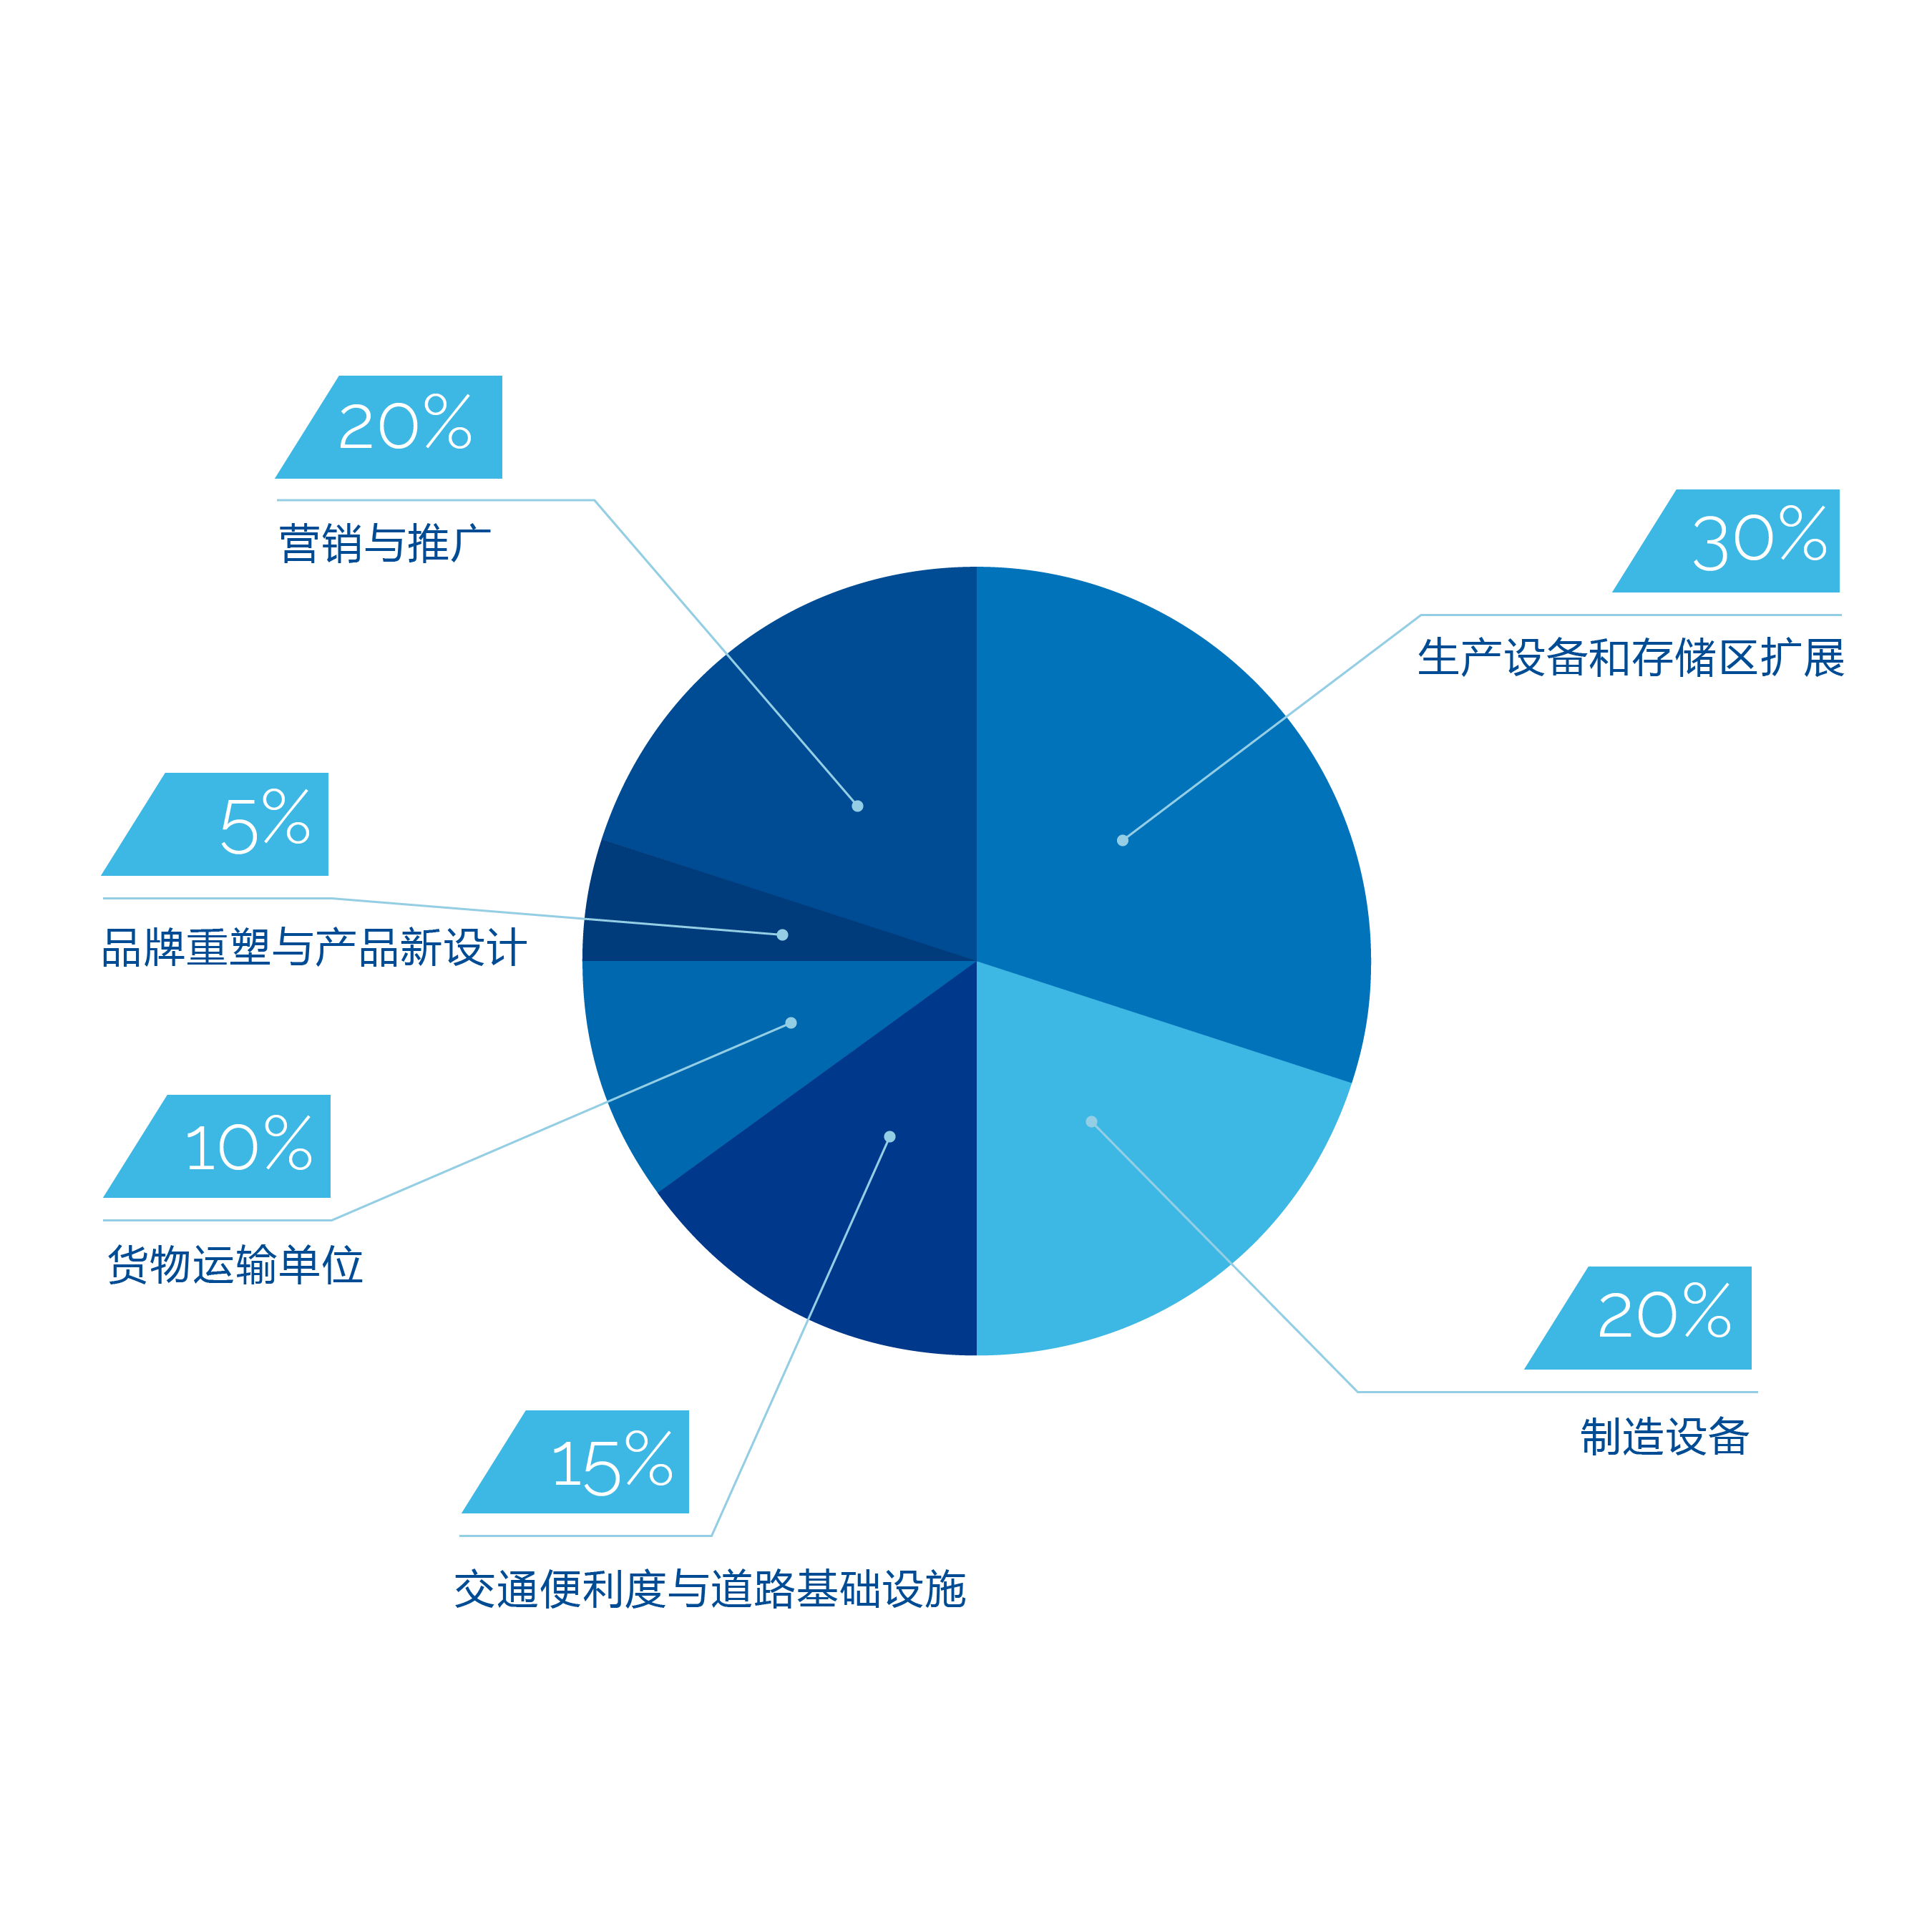 20%
营销与推广
30%
生产设备和存储区扩展
5%
品牌重塑与产品新设计
10%
货物运输单位
20%
制造设备
15%
交通便利度与道路基础设施